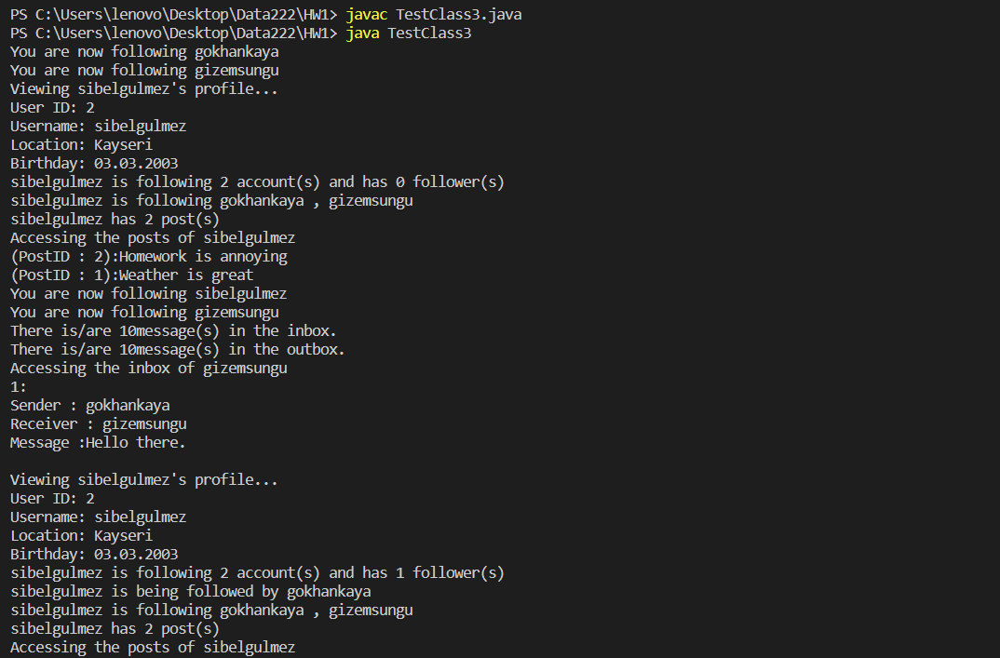 PS C:\Users\lenovo\Desktop\Data222\HW1> javac TestClass3.java
PS C:\Users\lenovo\Desktop\Data222\HW1> java TestClass3
You are now following gokhankaya
You are now following gizemsungu
Viewing sibelgulmez's profile...
User ID: 2
Username: sibelgulmez
Location: Kayseri
Birthday: 03.03.2003
sibelgulmez is following 2 account(s) and has 0 follower(s)
sibelgulmez is following gokhankaya , gizemsungu
sibelgulmez has 2 post(s)
Accessing the posts of sibelgulmez
(PostID : 2):Homework is annoying
(PostID : 1):Weather is great
You are now following sibelgulmez
You are now following gizemsungu
There is/are 10message(s) in the inbox.
There is/are 10message(s) in the outbox.
Accessing the inbox of gizemsungu
1:
Sender : gokhankaya
Receiver : gizemsungu
Message :Hello there.

Viewing sibelgulmez's profile...
User ID: 2
Username: sibelgulmez
Location: Kayseri
Birthday: 03.03.2003
sibelgulmez is following 2 account(s) and has 1 follower(s)
sibelgulmez is being followed by gokhankaya
sibelgulmez is following gokhankaya , gizemsungu
sibelgulmez has 2 post(s)
Accessing the posts of sibelgulmez